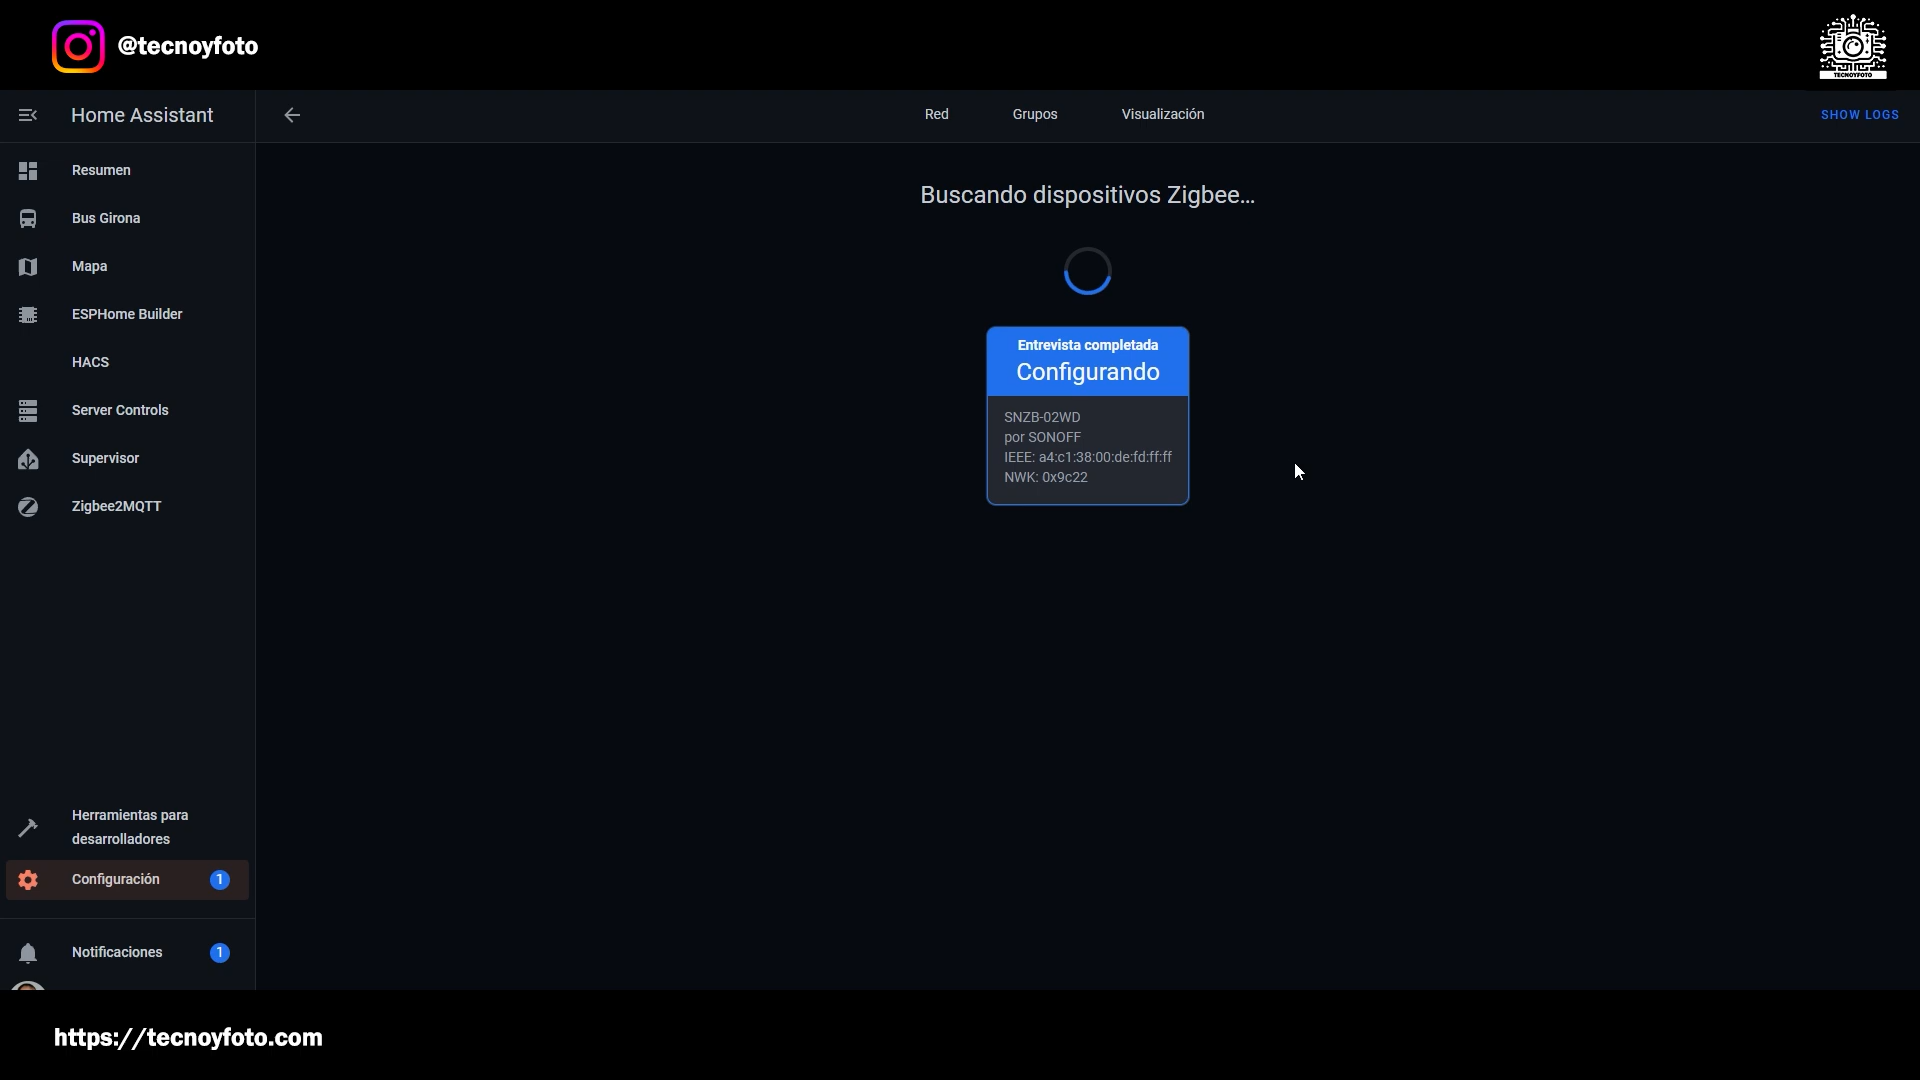 @tecnoyfoto
TECNOYFOTO
Home Assistant
Red
Grupos
Visualización
SHOW LOGS
Resumen
Bus Girona
Mapa
ESPHome Builder
HACS
Server Controls
Supervisor
Zigbee2MQTT
Buscando dispositivos Zigbee...
Entrevista completada
Configurando
SNZB-02WD
por SONOFF
IEEE: a4:c1:38:00:de:fd:ff:ff
NWK: 0x9c22
Herramientas para
desarrolladores
Configuración
1
Notificaciones
1
https://tecnoyfoto.com